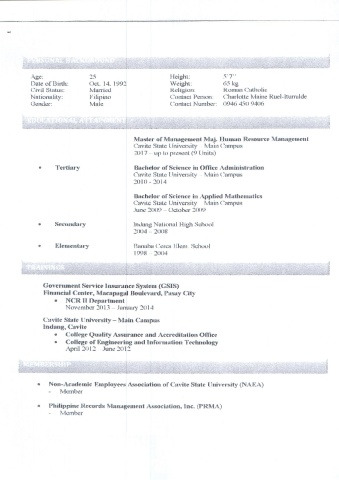 PERSONAL BACKGROUND
Age: 25 Height: 5'7"
Date of Birth: Oct. 14, 1992 Weight: 65 kg
Civil Status: Married Religion: Roman Catholic
Nationality: Filipino Contact Person: Charlotte Maine Ruel-Iturralde
Gender: Male Contact Number: 0946 450 9406
EDUCATIONAL ATTAINMENT
Master of Management Maj. Human Resource Management
Cavite State University – Main Campus
2017 – up to present (9 Units)
• Tertiary Bachelor of Science in Office Administration
Cavite State University – Main Campus
2010 - 2014
Bachelor of Science in Applied Mathematics
Cavite State University – Main Campus
June 2009 – October 2009
• Secondary Indang National High School
2004 – 2008
• Elementary Banaba Cerca Elem. School
1998 – 2004
TRAININGS
Government Service Insurance System (GSIS)
Financial Center, Macapagal Boulevard, Pasay City
• NCR II Department
November 2013 – January 2014
Cavite State University – Main Campus
Indang, Cavite
• College Quality Assurance and Accreditation Office
• College of Engineering and Information Technology
April 2012 – June 2012
MEMBERSHIP
• Non-Academic Employees Association of Cavite State University (NAEA)
- Member
• Philippine Records Management Association, Inc. (PRMA)
- Member